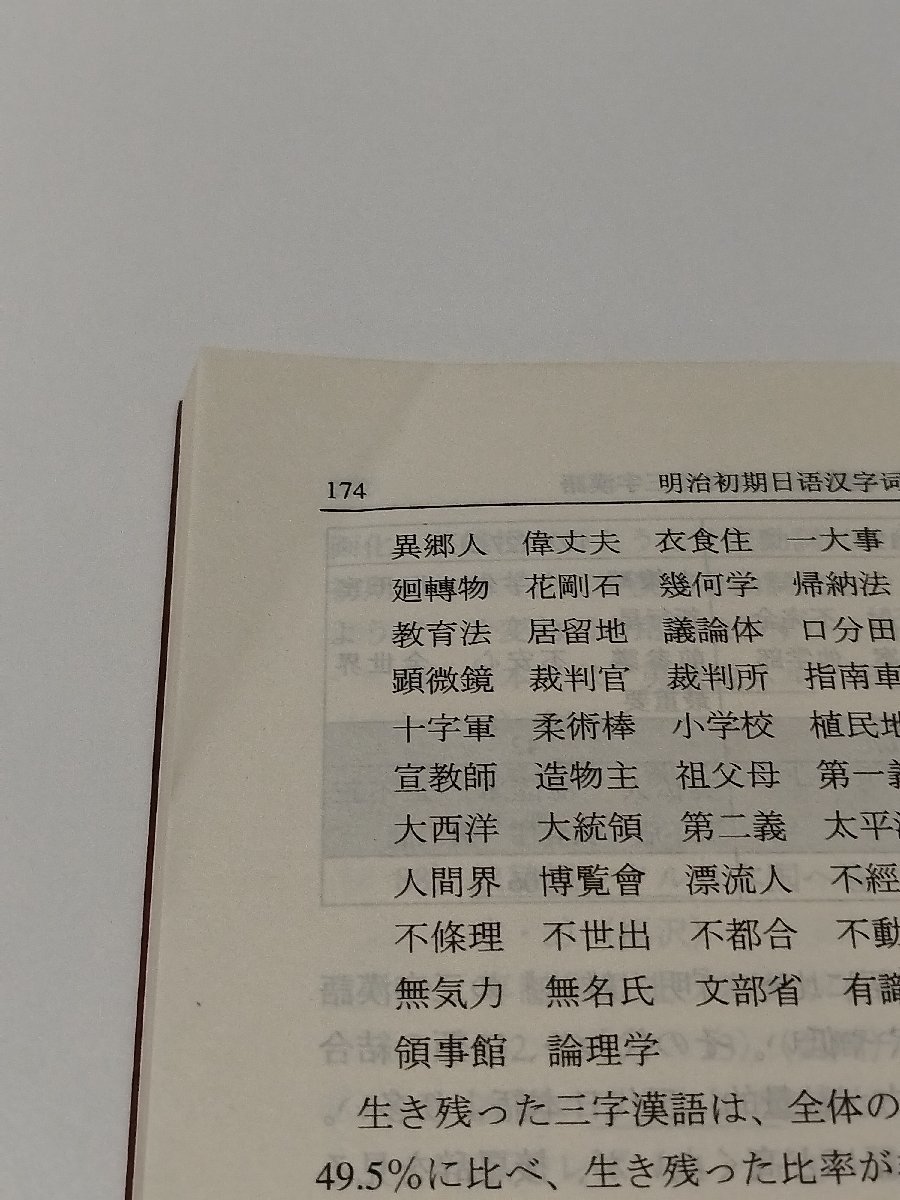 174 明治初期日语汉字词
異郷人 偉丈夫 衣食住 一大事
廻轉物 花剛石 幾何学 帰納法
教育法 居留地 議論体 口分田
顕微鏡 裁判官 裁判所 指南車
十字軍 柔術棒 小学校 植民地
宣教師 造物主 祖父母 第一義
大西洋 大統領 第二義 太平洋
人間界 博覧會 漂流人 不經
不條理 不世出 不都合 不動
無気力 無名氏 文部省 有識
領事館 論理学
生き残った三字漢語は、全体の
49.5%に比べ、生き残った比率が